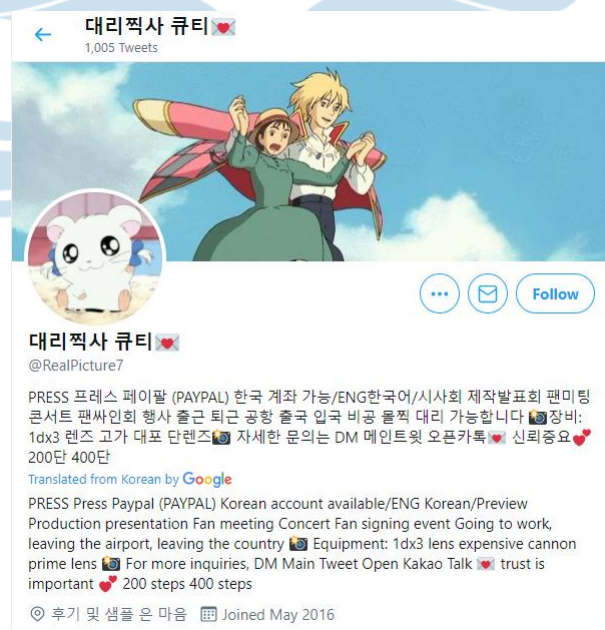 대리찍사 큐티💌
1,005 Tweets
Follow
대리찍사 큐티💌
@RealPicture7
PRESS 프레스 페이팔 (PAYPAL) 한국 계좌 가능/ENG한국어/시사회 제작발표회 팬미팅
콘서트 팬싸인회 행사 출근 퇴근 공항 출국 입국 비공 몰찍 대리 가능합니다 📸장비:
1dx3 렌즈 고가 대포 단렌즈📸 자세한 문의는 DM 메인트윗 오픈카톡💌 신뢰중요💕
200단 400단
Translated from Korean by Google
PRESS Press Paypal (PAYPAL) Korean account available/ENG Korean/Preview
Production presentation Fan meeting Concert Fan signing event Going to work,
leaving the airport, leaving the country 📸 Equipment: 1dx3 lens expensive cannon
prime lens 📸 For more inquiries, DM Main Tweet Open Kakao Talk 💌 trust is
important 💕 200 steps 400 steps
후기 및 샘플 은 마음 Joined May 2016